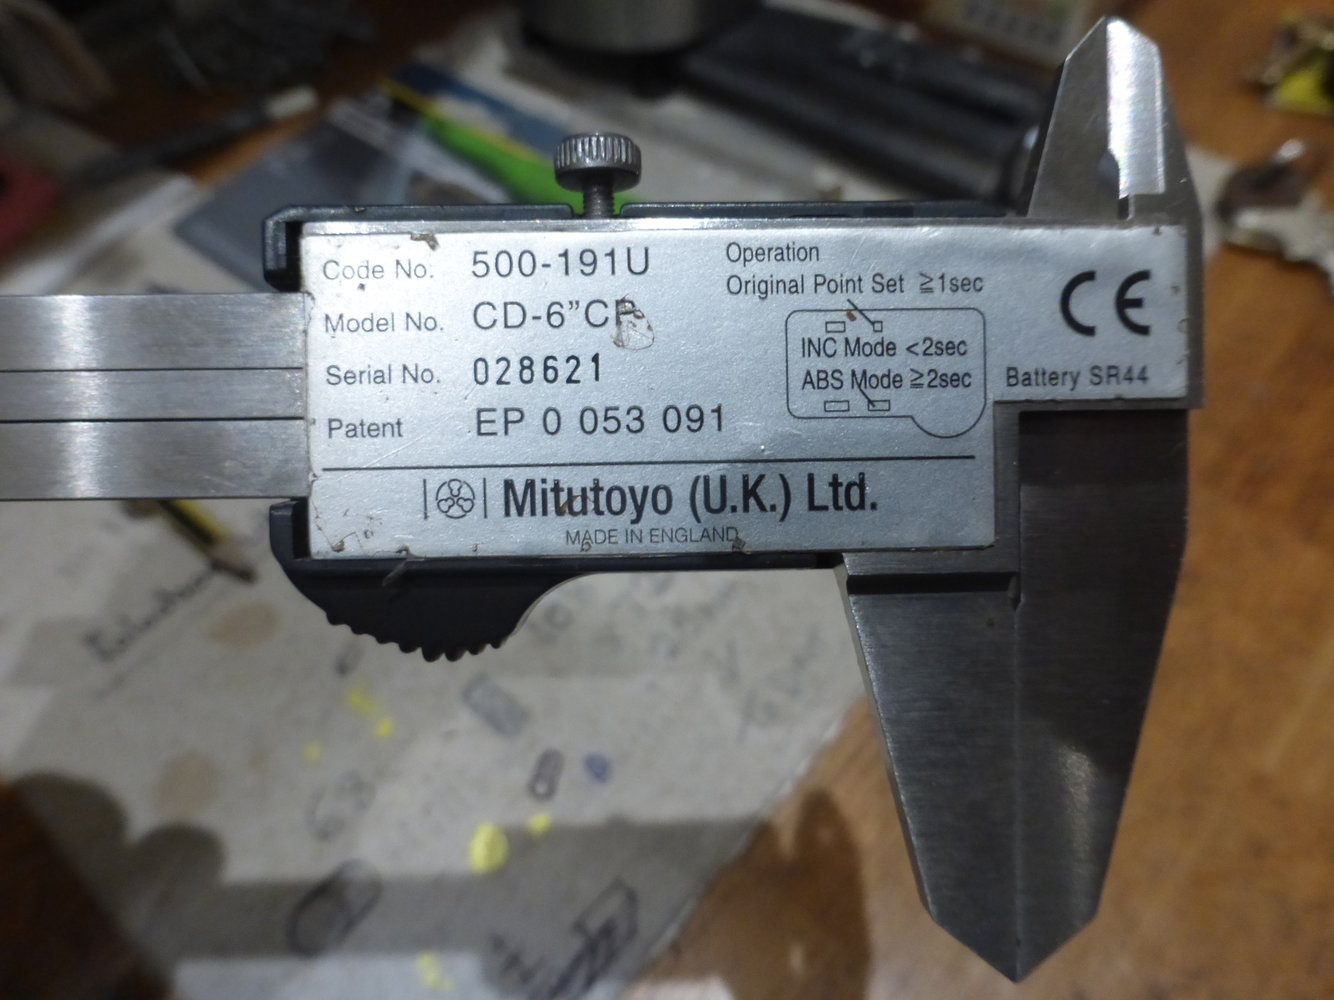 Code No. 500-191U
Model No. CD-6”CP
Serial No. 028621
Patent EP 0 053 091
Operation
Original Point Set ≧1sec
INC Mode <2sec
ABS Mode ≧2sec
CE
Battery SR44
Mitutoyo (U.K.) Ltd.
MADE IN ENGLAND